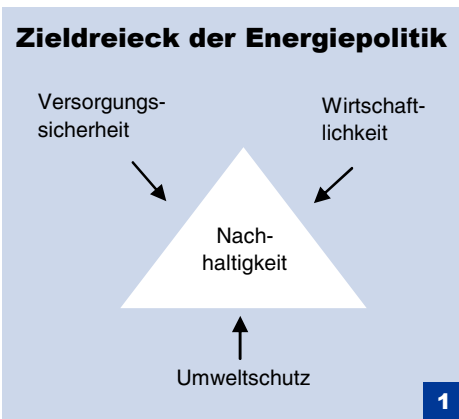 Zieldreieck der Energiepolitik
Versorgungs-
sicherheit
Wirtschaft-
lichkeit
Nach-
haltigkeit
Umweltschutz
1